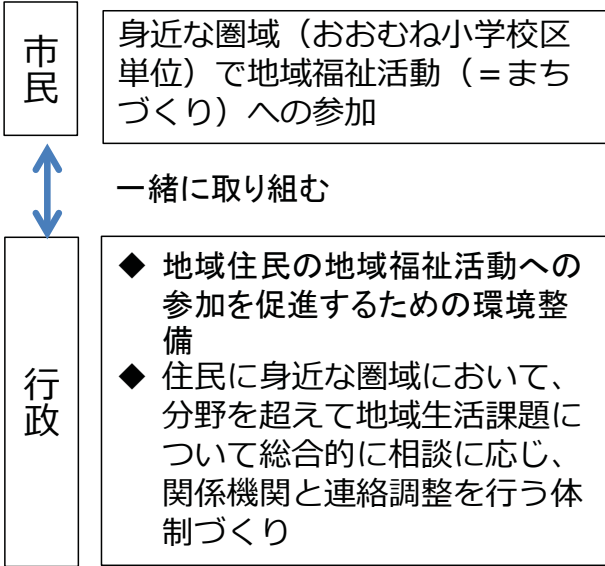 市民
身近な圏域（おおむね小学校区
単位）で地域福祉活動（＝まち
づくり）への参加
一緒に取り組む
行政
◆ 地域住民の地域福祉活動への
参加を促進するための環境整
備
◆ 住民に身近な圏域において、
分野を超えて地域生活課題に
ついて総合的に相談に応じ、
関係機関と連絡調整を行う体
制づくり